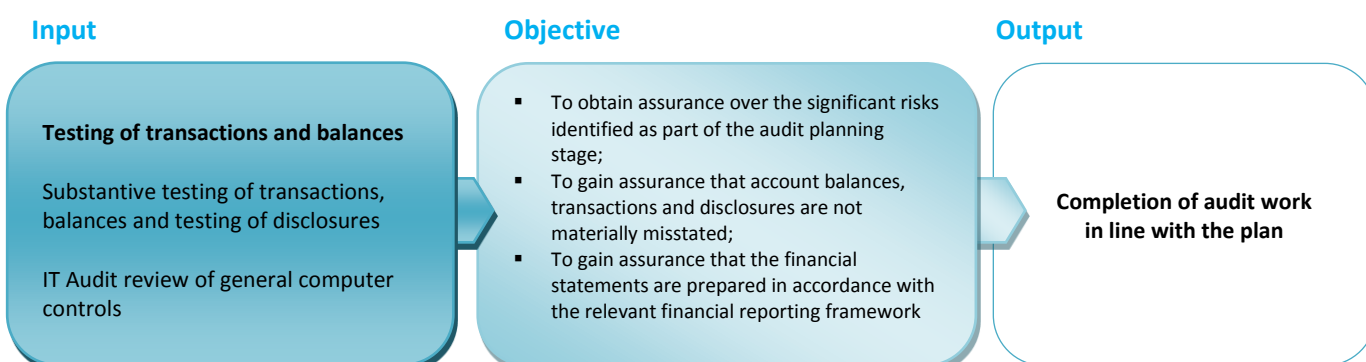 Input
Testing of transactions and balances
Substantive testing of transactions,
balances and testing of disclosures
IT Audit review of general computer
controls
Objective
▪ To obtain assurance over the significant risks
identified as part of the audit planning
stage;
▪ To gain assurance that account balances,
transactions and disclosures are not
materially misstated;
▪ To gain assurance that the financial
statements are prepared in accordance with
the relevant financial reporting framework
Output
Completion of audit work
in line with the plan